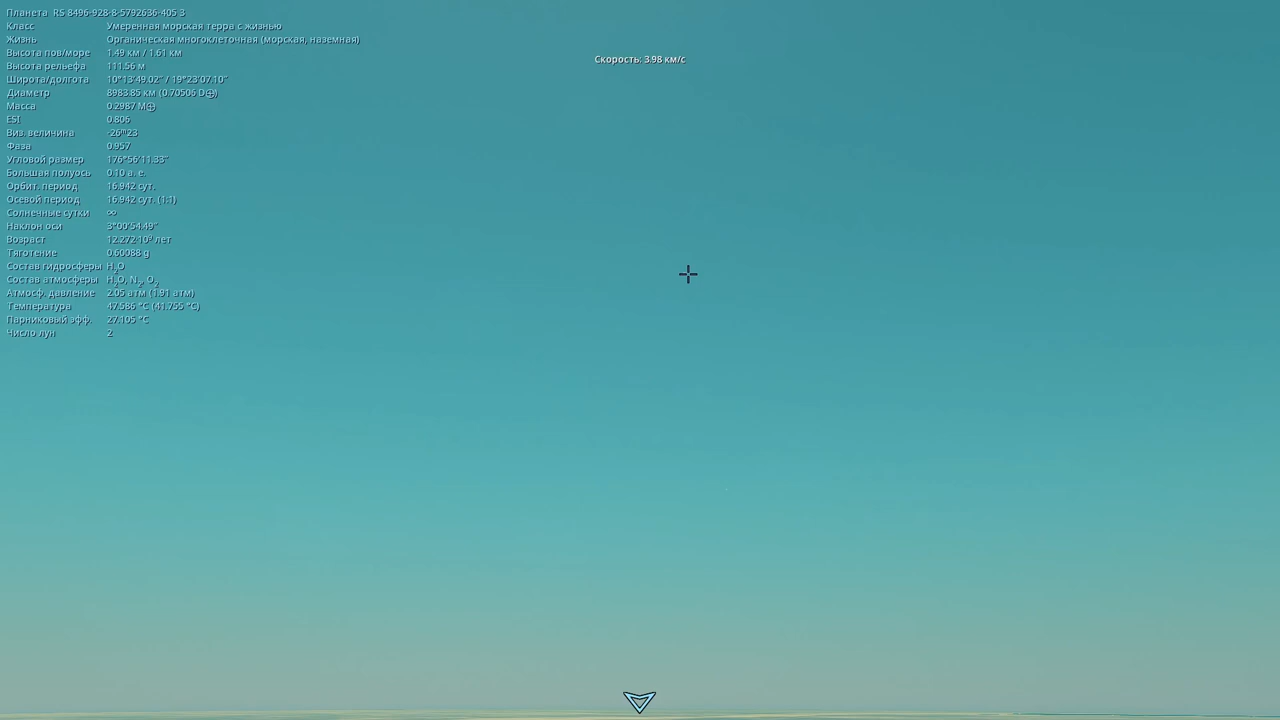 Планета RS 8496-928-8-5792636-405 3
Класс Умеренная морская терра с жизнью
Жизнь Органическая многоклеточная (морская, наземная)
Высота пов/море 1.49 км / 1.61 км
Скорость: 3.98 км/с
Высота рельефа 111.56 м
Широта/долгота 10°13'49.02" / 19°23'07.10"
Диаметр 8983.85 км (0.70506 D⊕)
Масса 0.2987 M⊕
ESI 0.806
Виз. величина -26ᵐ23
Фаза 0.957
Угловой размер 176°56'11.33"
Большая полуось 0.10 а. е.
Орбит. период 16.942 сут.
Осевой период 16.942 сут. (1:1)
Солнечные сутки ∞
Наклон оси 3°00'54.49"
Возраст 12.272·10⁹ лет
Тяготение 0.60088 g
Состав гидросферы H₂O
Состав атмосферы H₂O, N₂, O₂
Атмосф. давление 2.05 атм (1.91 атм)
Температура 47.586 °C (41.755 °C)
Парниковый эфф. 27.105 °C
Число лун 2